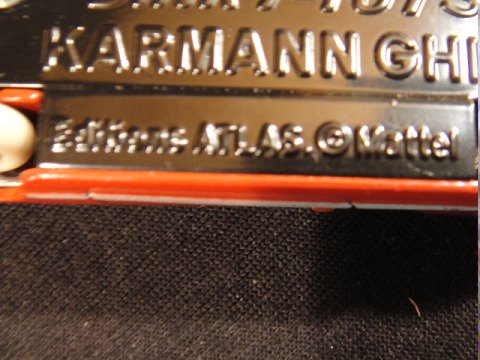 KARMANN GHI
Editions ATLAS. © Mattel